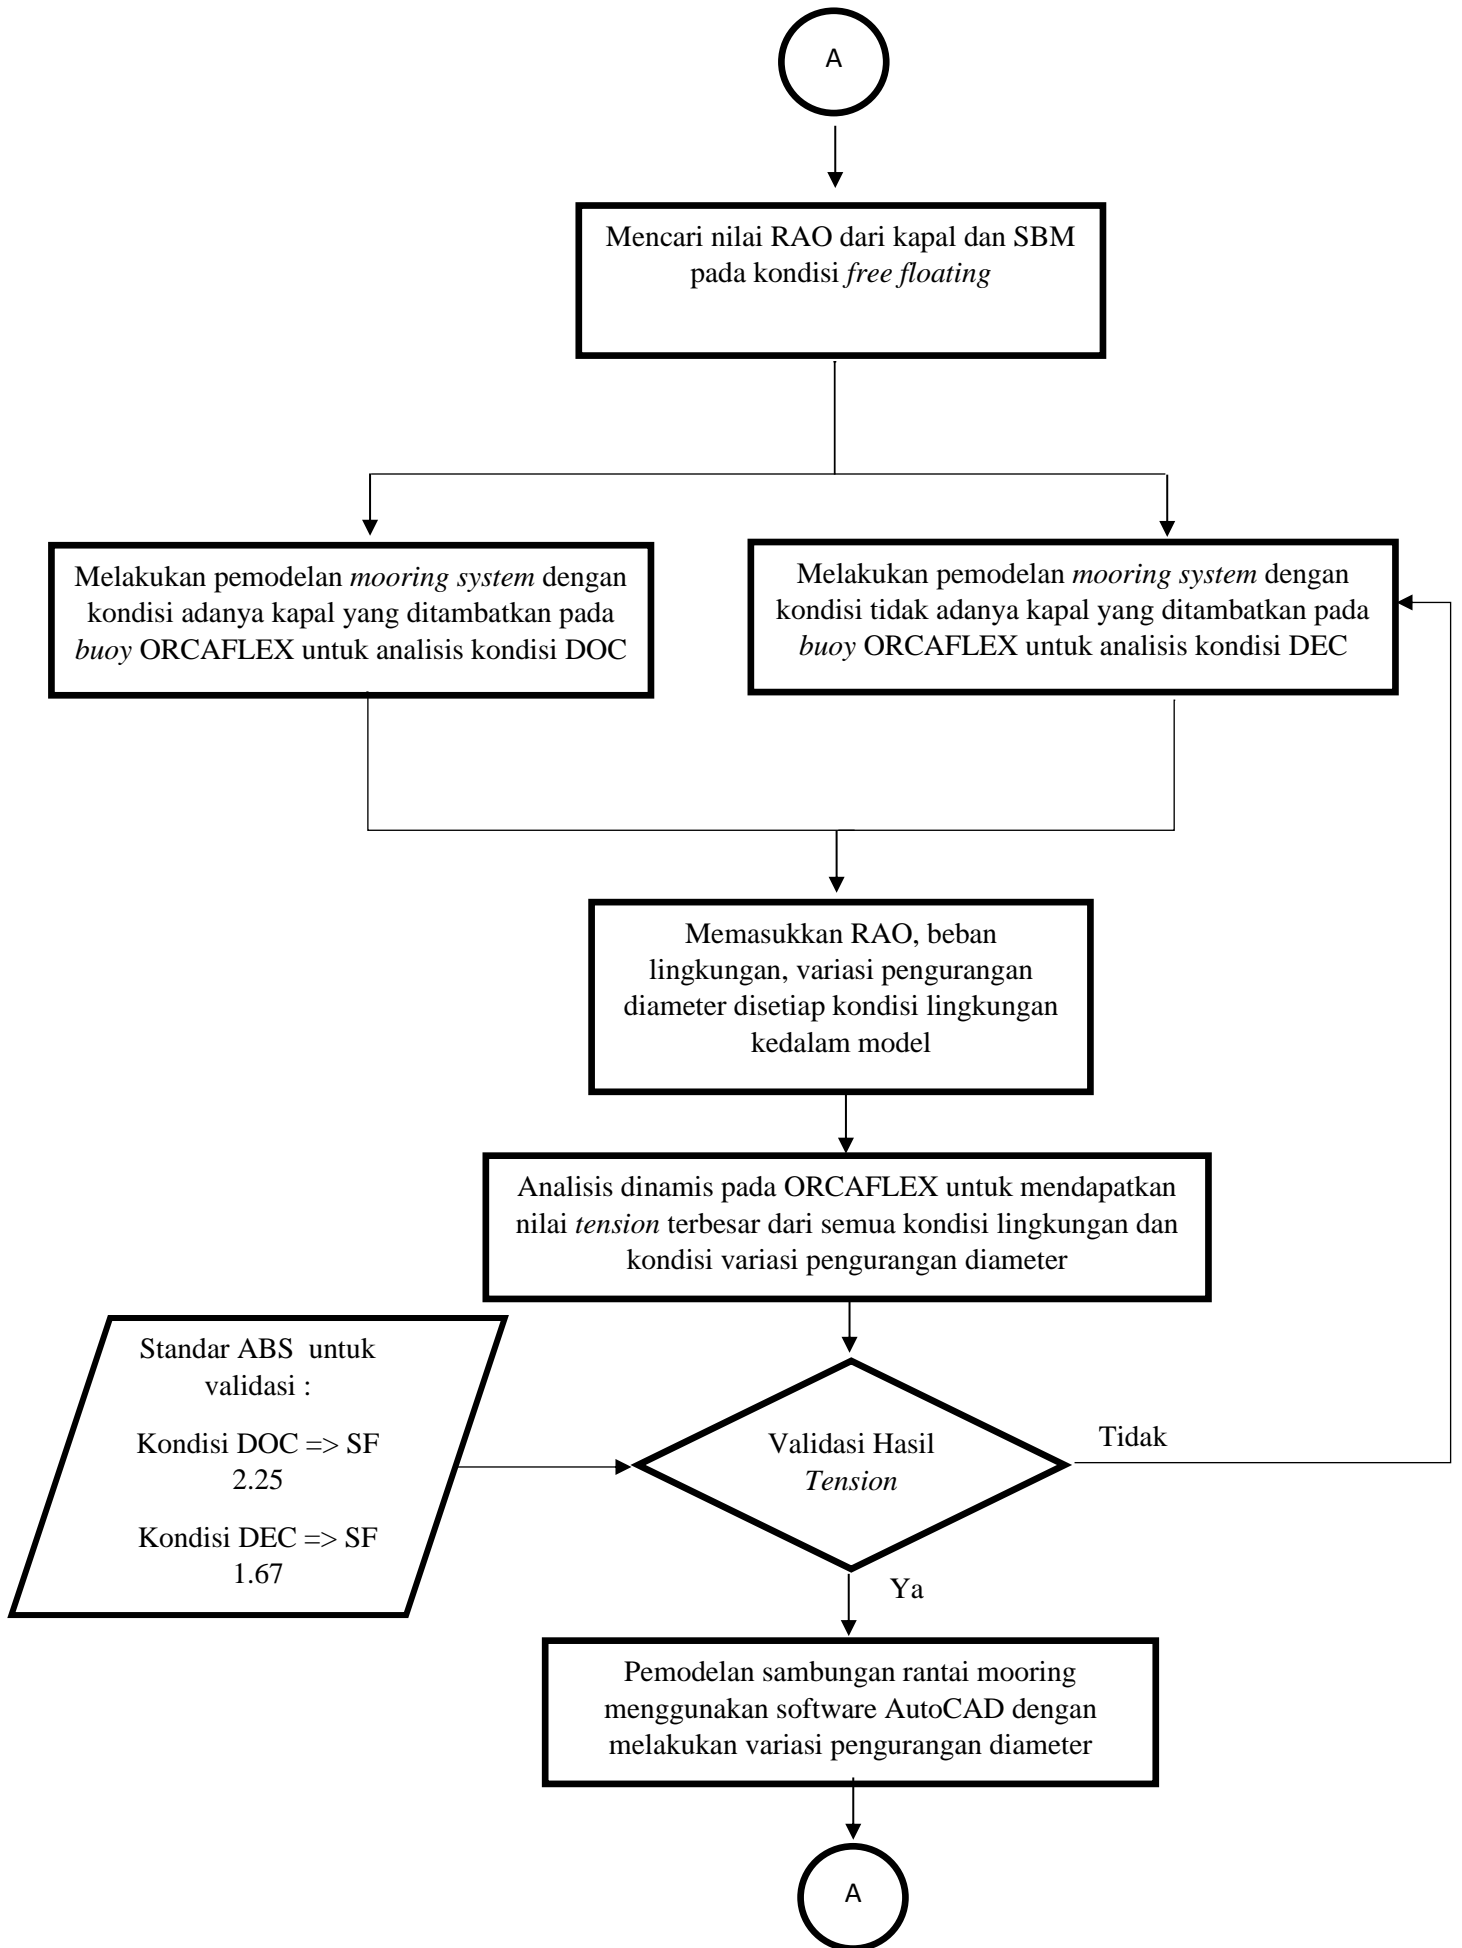 A
Mencari nilai RAO dari kapal dan SBM
pada kondisi free floating
Melakukan pemodelan mooring system dengan
kondisi adanya kapal yang ditambatkan pada
buoy ORCAFLEX untuk analisis kondisi DOC
Melakukan pemodelan mooring system dengan
kondisi tidak adanya kapal yang ditambatkan pada
buoy ORCAFLEX untuk analisis kondisi DEC
Memasukkan RAO, beban
lingkungan, variasi pengurangan
diameter disetiap kondisi lingkungan
kedalam model
Analisis dinamis pada ORCAFLEX untuk mendapatkan
nilai tension terbesar dari semua kondisi lingkungan dan
kondisi variasi pengurangan diameter
Standar ABS untuk
validasi :
Kondisi DOC => SF
2.25
Kondisi DEC => SF
1.67
Validasi Hasil
Tension
Tidak
Ya
Pemodelan sambungan rantai mooring
menggunakan software AutoCAD dengan
melakukan variasi pengurangan diameter
A